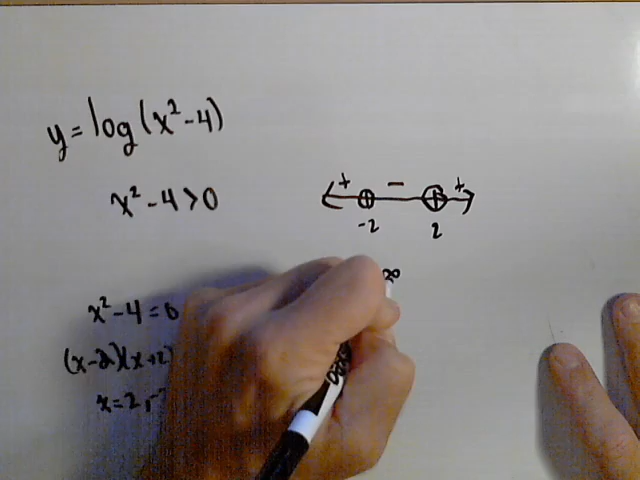 y = log(x² - 4)
x² - 4 > 0
+ - +
-2 2
x² - 4 = 0
(x-2)(x+2)
x = 2, -
∞